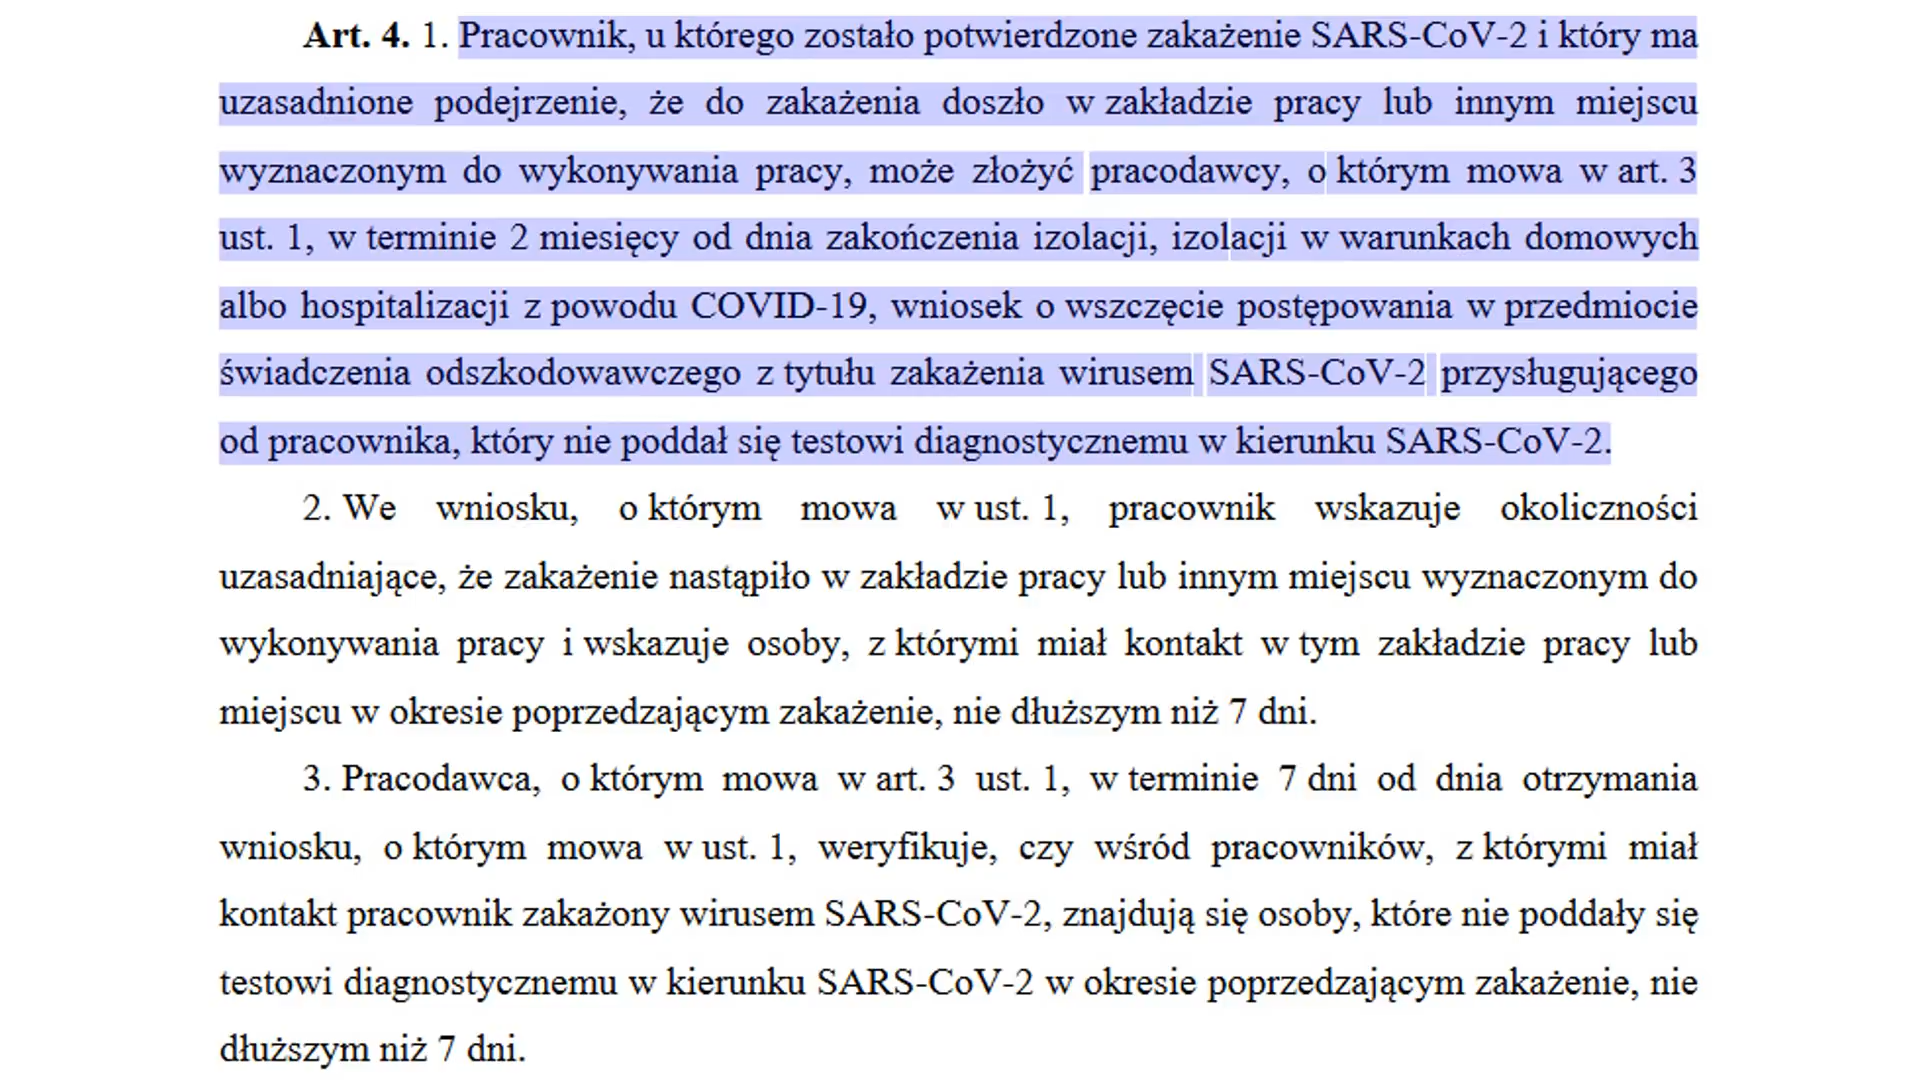 Art. 4. 1. Pracownik, u którego zostało potwierdzone zakażenie SARS-CoV-2 i który ma
uzasadnione podejrzenie, że do zakażenia doszło w zakładzie pracy lub innym miejscu
wyznaczonym do wykonywania pracy, może złożyć pracodawcy, o którym mowa w art. 3
ust. 1, w terminie 2 miesięcy od dnia zakończenia izolacji, izolacji w warunkach domowych
albo hospitalizacji z powodu COVID-19, wniosek o wszczęcie postępowania w przedmiocie
świadczenia odszkodowawczego z tytułu zakażenia wirusem SARS-CoV-2 przysługującego
od pracownika, który nie poddał się testowi diagnostycznemu w kierunku SARS-CoV-2.
2. We wniosku, o którym mowa w ust. 1, pracownik wskazuje okoliczności
uzasadniające, że zakażenie nastąpiło w zakładzie pracy lub innym miejscu wyznaczonym do
wykonywania pracy i wskazuje osoby, z którymi miał kontakt w tym zakładzie pracy lub
miejscu w okresie poprzedzającym zakażenie, nie dłuższym niż 7 dni.
3. Pracodawca, o którym mowa w art. 3 ust. 1, w terminie 7 dni od dnia otrzymania
wniosku, o którym mowa w ust. 1, weryfikuje, czy wśród pracowników, z którymi miał
kontakt pracownik zakażony wirusem SARS-CoV-2, znajdują się osoby, które nie poddały się
testowi diagnostycznemu w kierunku SARS-CoV-2 w okresie poprzedzającym zakażenie, nie
dłuższym niż 7 dni.